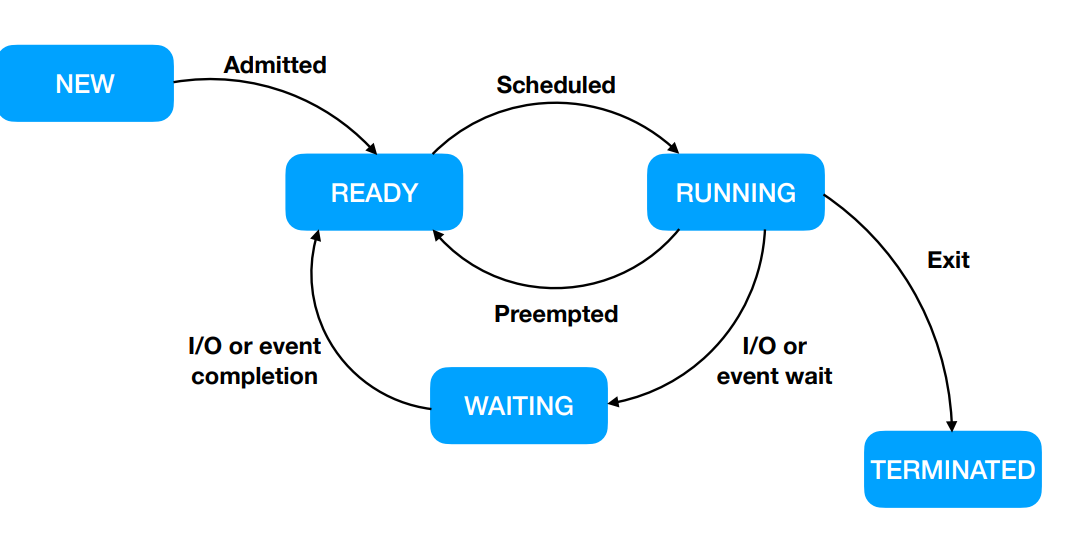 NEW
Admitted
Scheduled
READY
RUNNING
Exit
Preempted
I/O or event
completion
I/O or
event wait
WAITING
TERMINATED